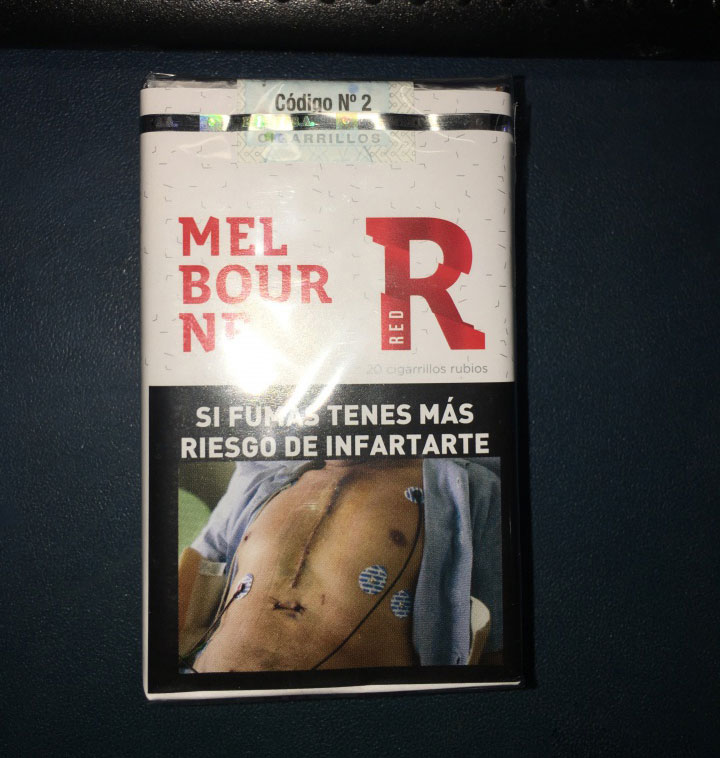 Código Nº 2
CIGARRILLOS
MEL
BOUR
NE
R
RED
20 cigarrillos rubios
SI FUMAS TENES MÁS
RIESGO DE INFARTARTE